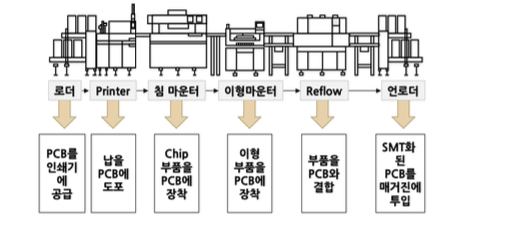 로더
Printer
칩 마운터
이형마운터
Reflow
언로더
PCB를
인쇄기
에
공급
납을
PCB에
도포
Chip
부품을
PCB에
장착
이형
부품을
PCB에
장착
부품을
PCB와
결합
SMT화
된
PCB를
매거진에
투입